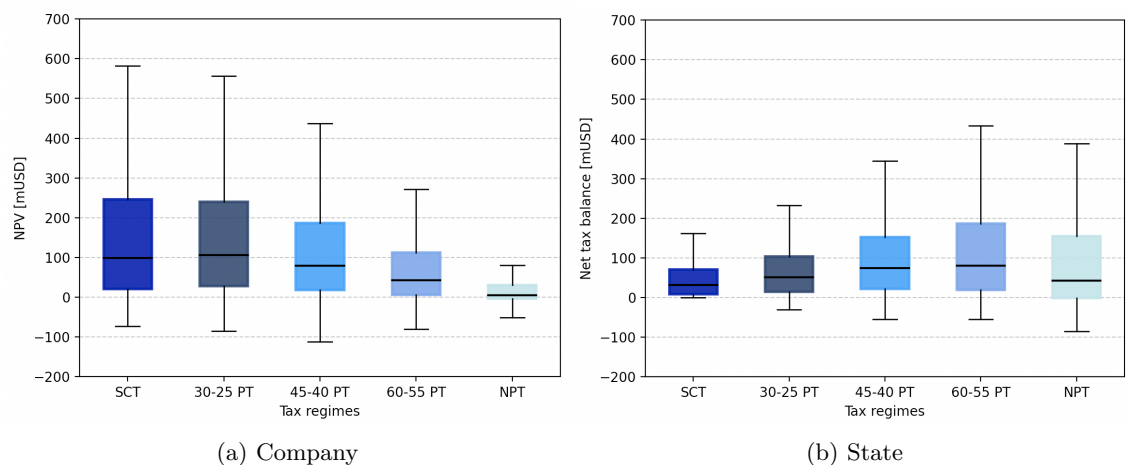 700
600
500
400
300
200
100
0
−100
−200
NPV [mUSD]
SCT 30-25 PT 45-40 PT 60-55 PT NPT
Tax regimes
(a) Company
700
600
500
400
300
200
100
0
−100
−200
Net tax balance [mUSD]
SCT 30-25 PT 45-40 PT 60-55 PT NPT
Tax regimes
(b) State